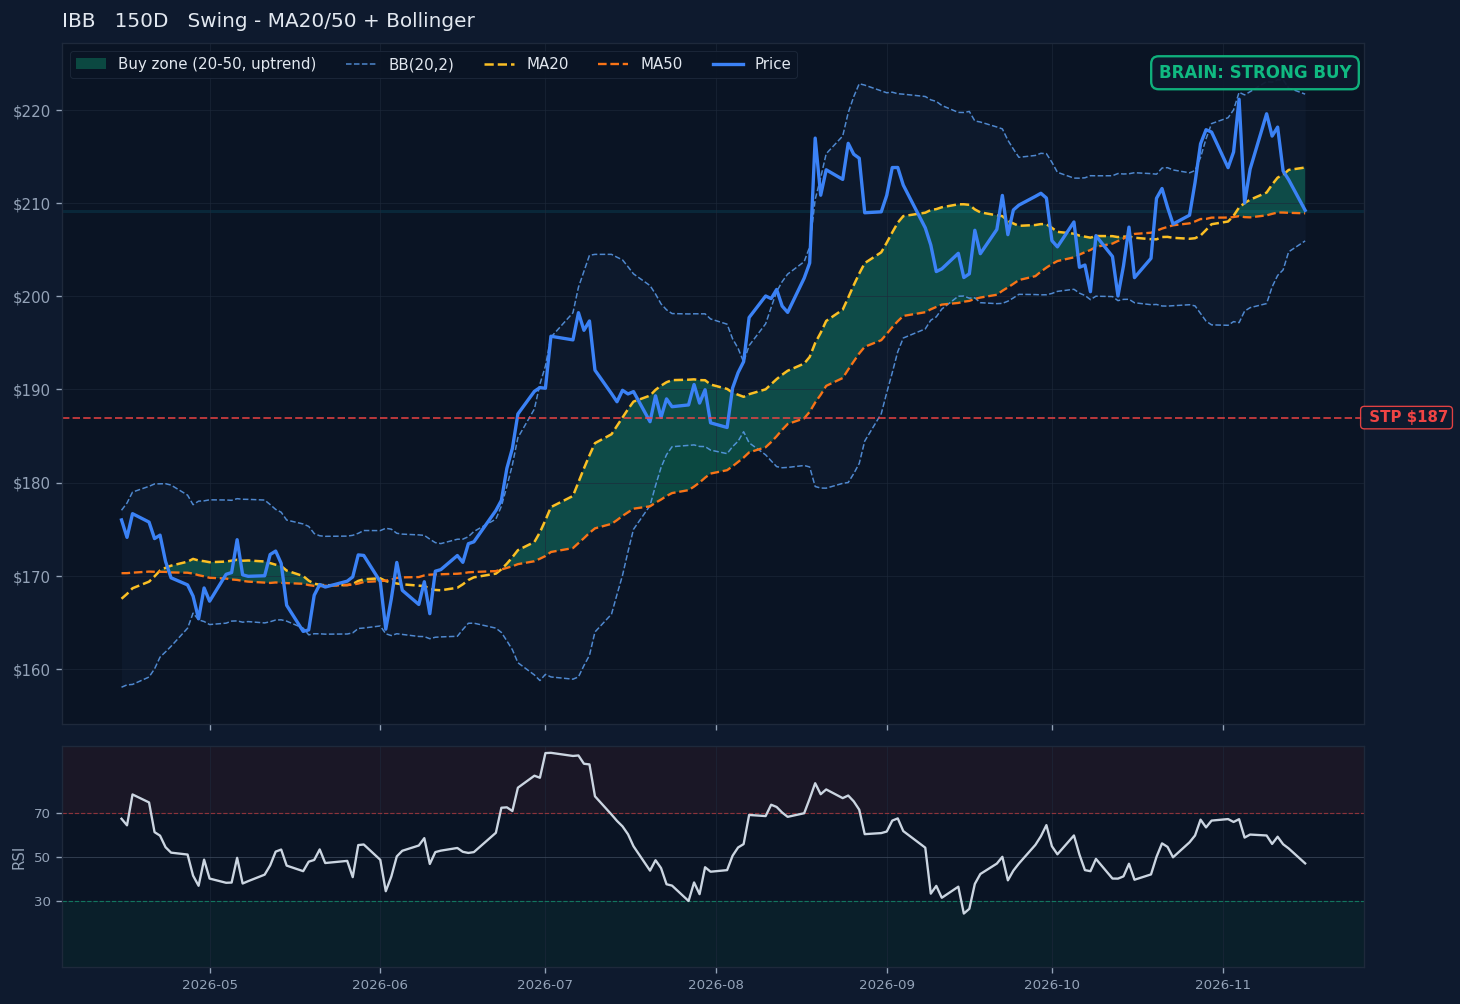 IBB   150D   Swing - MA20/50 + Bollinger
Buy zone (20-50, uptrend)   BB(20,2)   MA20   MA50   Price
BRAIN: STRONG BUY
$220
$210
$200
$190
STP $187
$180
$170
$160
70
50
30
RSI
2026-05   2026-06   2026-07   2026-08   2026-09   2026-10   2026-11